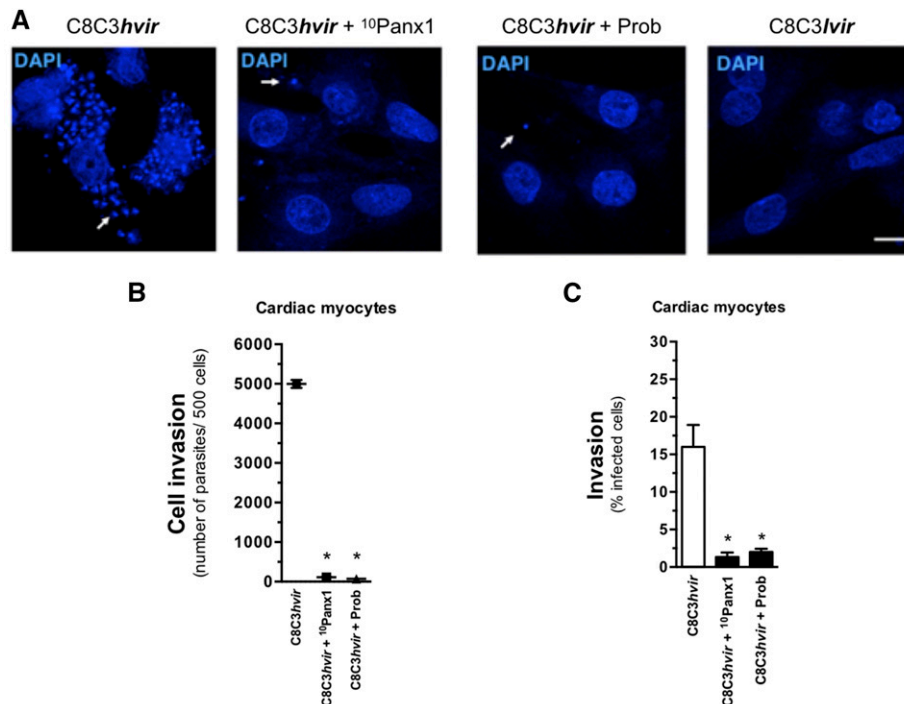 A
C8C3hvir
C8C3hvir + ¹⁰Panx1
C8C3hvir + Prob
C8C3lvir
DAPI
DAPI
DAPI
DAPI
B
Cardiac myocytes
Cell invasion
(number of parasites/ 500 cells)
6000
5000
4000
3000
2000
1000
0
*
*
C8C3hvir
C8C3hvir + ¹⁰Panx1
C8C3hvir + Prob
C
Cardiac myocytes
Invasion
(% infected cells)
30
25
20
15
10
5
0
*
*
C8C3hvir
C8C3hvir + ¹⁰Panx1
C8C3hvir + Prob